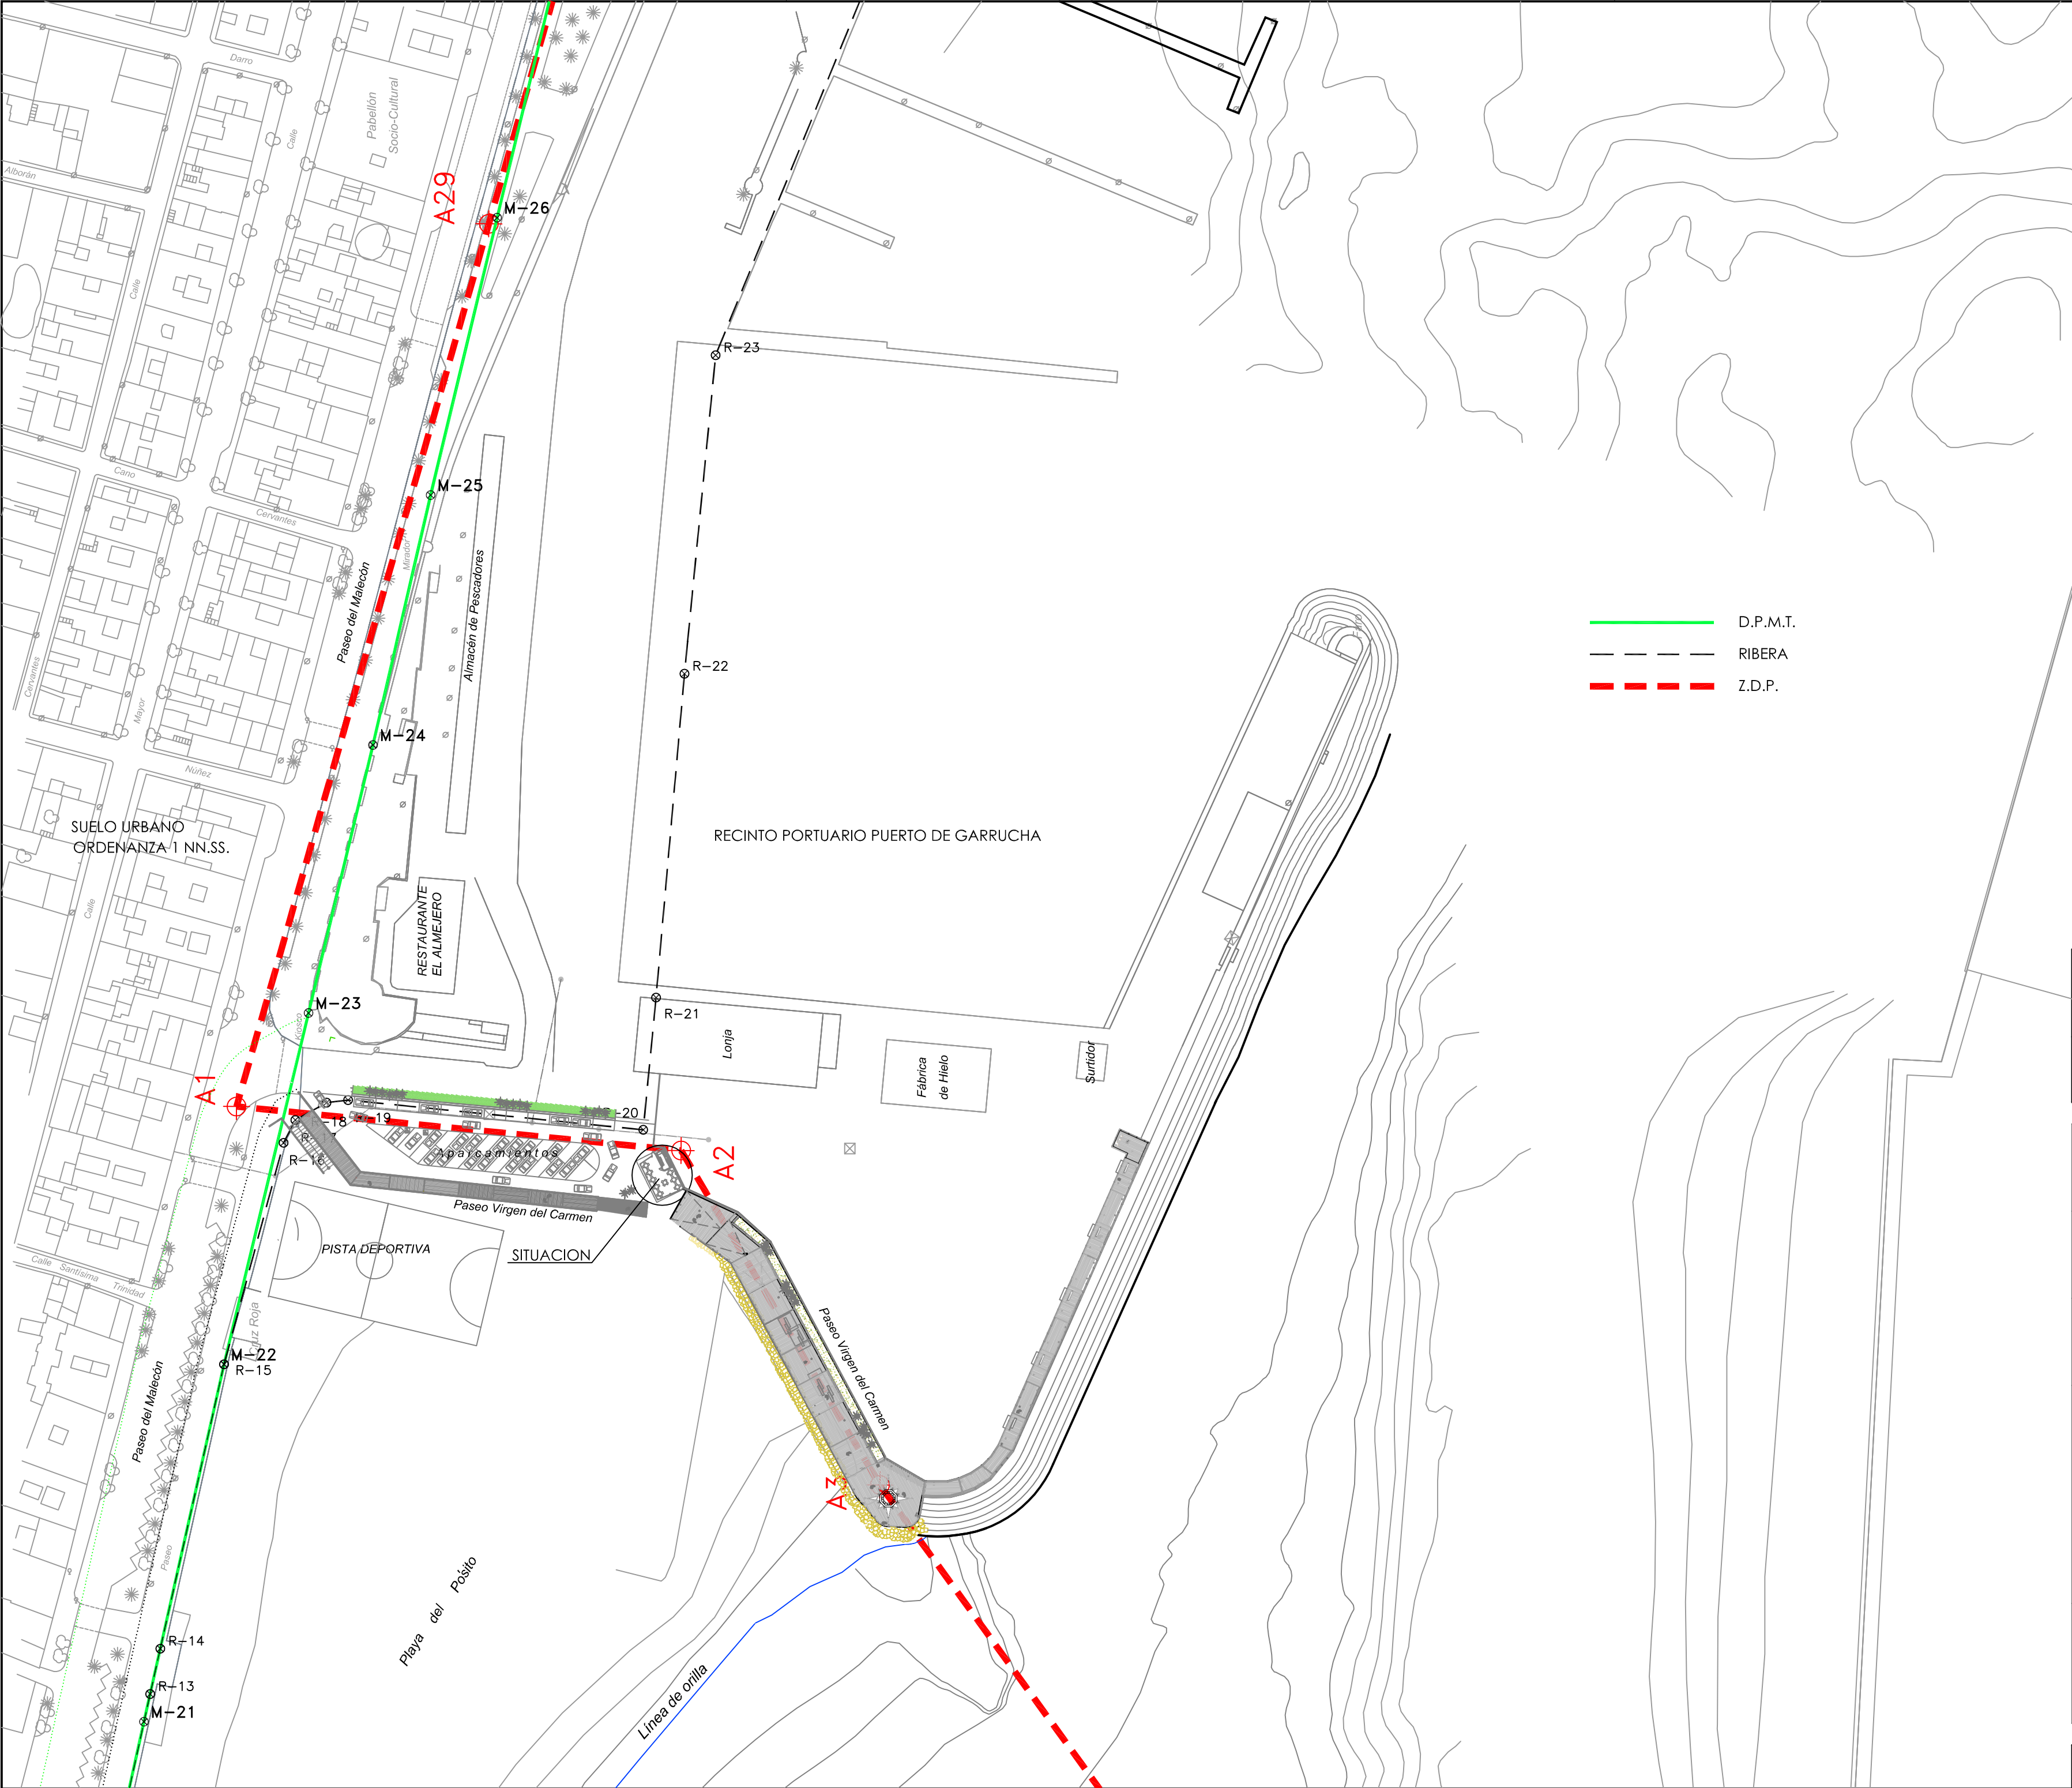 Darro
Calle
Pabellón
Socio-Cultural
Alborán
A29
M-26
Calle
R-23
Cano
Cervantes
M-25
Mirador
Paseo del Malecón
Almacén de Pescadores
Faro
D.P.M.T.
RIBERA
Z.D.P.
Cervantes
R-22
Mayor
M-24
Núñez
SUELO URBANO
ORDENANZA 1 NN.SS.
RECINTO PORTUARIO PUERTO DE GARRUCHA
Calle
RESTAURANTE
EL ALMEJERO
M-23
Kiosco
R-21
Lonja
Fábrica
de Hielo
Surtidor
A1
-20
-19
-18
R-16
Aparcamientos
A2
Paseo Virgen del Carmen
PISTA DEPORTIVA
SITUACION
Calle Santísima Trinidad
Cruz Roja
M-22
R-15
Paseo Virgen del Carmen
Paseo del Malecón
A3
Paseo
Playa del Pósito
R-14
R-13
M-21
Línea de orilla